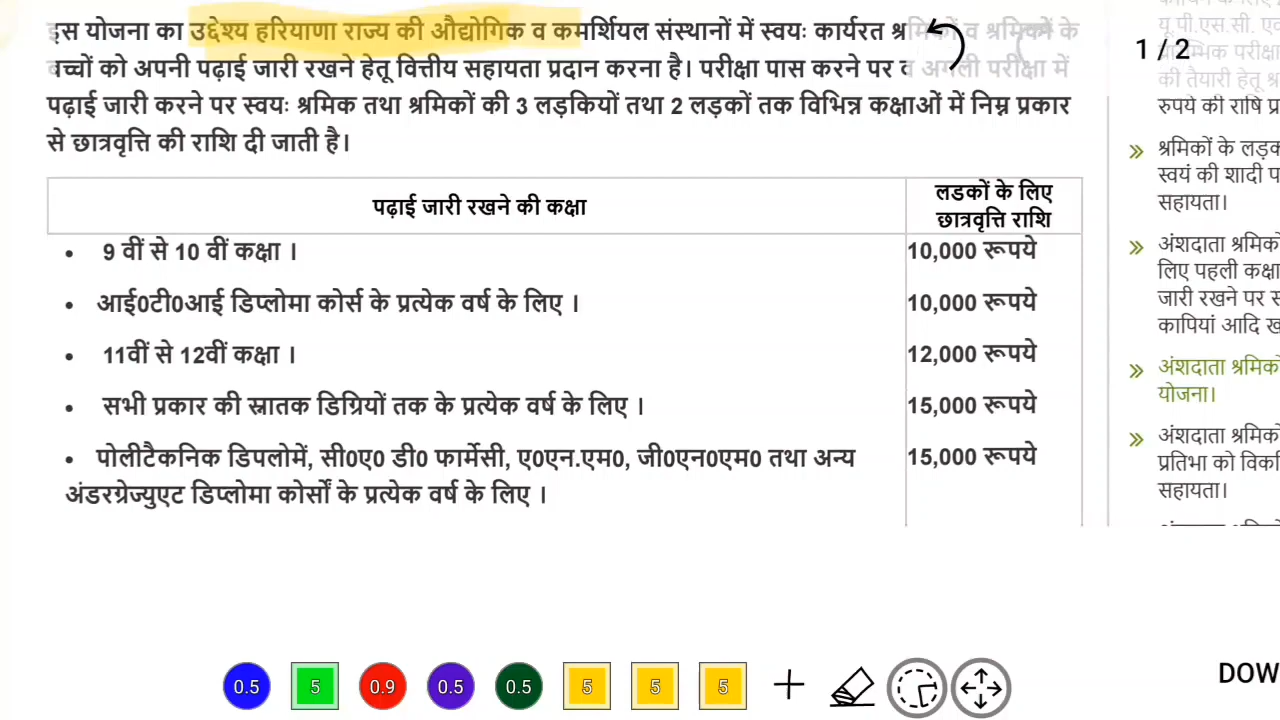 इस योजना का उद्देश्य हरियाणा राज्य की औद्योगिक व कमर्शियल संस्थानों में स्वयः कार्यरत श्रमिकों व श्रमिकों के
बच्चों को अपनी पढ़ाई जारी रखने हेतू वित्तीय सहायता प्रदान करना है। परीक्षा पास करने पर व अगली परीक्षा में
पढ़ाई जारी करने पर स्वयः श्रमिक तथा श्रमिकों की 3 लड़कियों तथा 2 लड़कों तक विभिन्न कक्षाओं में निम्न प्रकार
से छात्रवृत्ति की राशि दी जाती है।
पढ़ाई जारी रखने की कक्षा
लडकों के लिए
छात्रवृत्ति राशि
• 9 वीं से 10 वीं कक्षा । 10,000 रूपये
• आई0टी0आई डिप्लोमा कोर्स के प्रत्येक वर्ष के लिए । 10,000 रूपये
• 11वीं से 12वीं कक्षा । 12,000 रूपये
• सभी प्रकार की स्नातक डिग्रियों तक के प्रत्येक वर्ष के लिए । 15,000 रूपये
• पोलीटैकनिक डिपलोमें, सी0ए0 डी0 फार्मेसी, ए0एन.एम0, जी0एन0एम0 तथा अन्य 15,000 रूपये
अंडरग्रेज्युएट डिप्लोमा कोर्सों के प्रत्येक वर्ष के लिए ।
1 / 2
यू.पी.एस.सी.
परीक्षा
की तैयारी हेतू
रुपये की राषि
» श्रमिकों के
स्वयं की शादी
सहायता।
» अंशदाता
लिए पहली कक्षा
जारी रखने पर
कापियां आदि
» अंशदाता
योजना।
» अंशदाता
प्रतिभा को
सहायता।
0.5 5 0.9 0.5 0.5 5 5 5
DOW